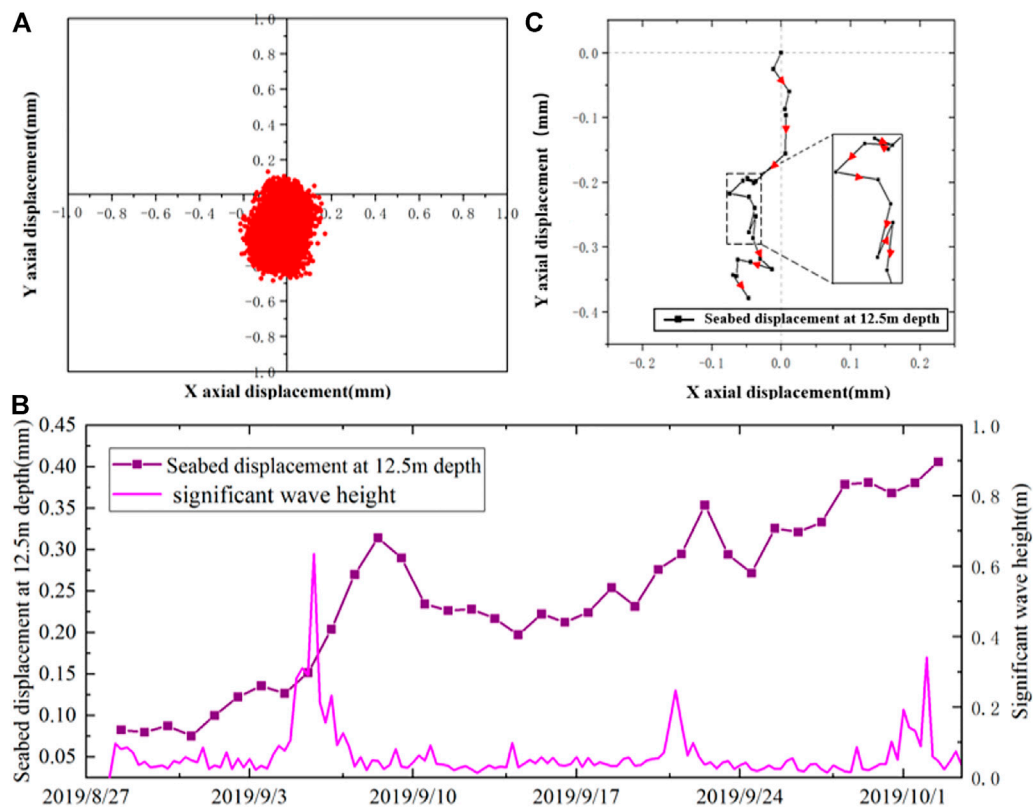 A
1.0
0.8
0.6
0.4
0.2
-1.0 -0.8 -0.6 -0.4 -0. 0.2 0.4 0.6 0.8 1.0
-0.6
-0.8
1.0
Y axial displacement(mm)
X axial displacement(mm)
C
0.0
-0.1
-0.2
-0.3
-0.4
-0.2 -0.1 0.0 0.1 0.2
Y axial displacement (mm)
Seabed displacement at 12.5m depth
X axial displacement(mm)
B
0.45
0.40
0.35
0.30
0.25
0.20
0.15
0.10
0.05
Seabed displacement at 12.5m depth(mm)
Seabed displacement at 12.5m depth
significant wave height
1.0
0.8
0.6
0.4
0.2
0.0
Significant wave height(m)
2019/8/27 2019/9/3 2019/9/10 2019/9/17 2019/9/24 2019/10/1